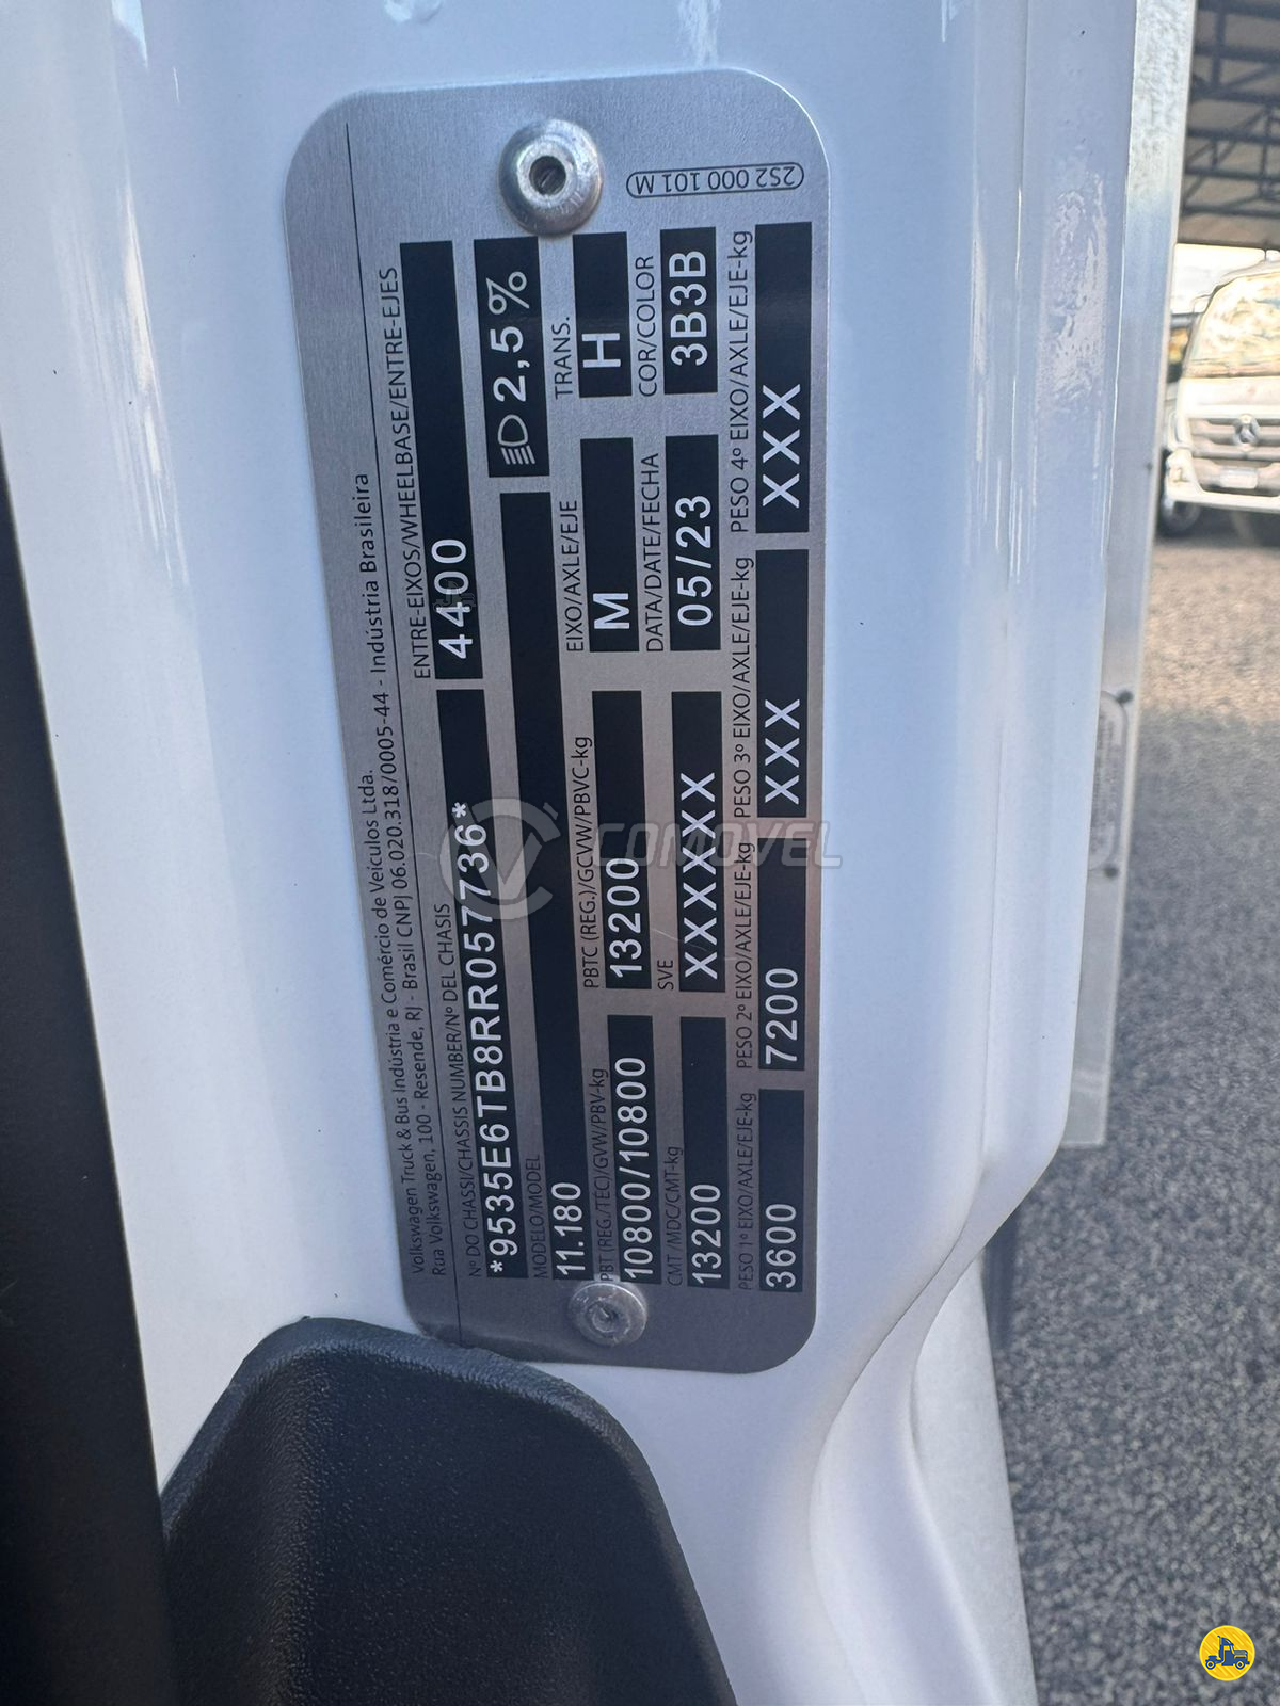 Volkswagen Truck & Bus Indústria e Comércio de Veículos Ltda.
Rua Volkswagen, 100 - Resende, RJ - Brasil CNPJ 06.020.318/0005-44 - Indústria Brasileira
Nº DO CHASSI/CHASSIS NUMBER/Nº DEL CHASIS
ENTRE-EIXOS/WHEELBASE/ENTRE-EJES
*9535E6TB8RR057736*
4400
MODELO/MODEL
11.180
2,5%
PBT (REG./TEC)/GVW/PBV-kg
PBTC (REG.)/GCVW/PBVC-kg
EIXO/AXLE/EJE
TRANS.
10800/10800
13200
M
H
CMT/MDC/CMT-kg
SVE
DATA/DATE/FECHA
COR/COLOR
13200
XXXXXX
05/23
3B3B
PESO 1º EIXO/AXLE/EJE-kg
PESO 2º EIXO/AXLE/EJE-kg
PESO 3º EIXO/AXLE/EJE-kg
PESO 4º EIXO/AXLE/EJE-kg
3600
7200
XXX
XXX
2S2 000 101 M
COMOVEL